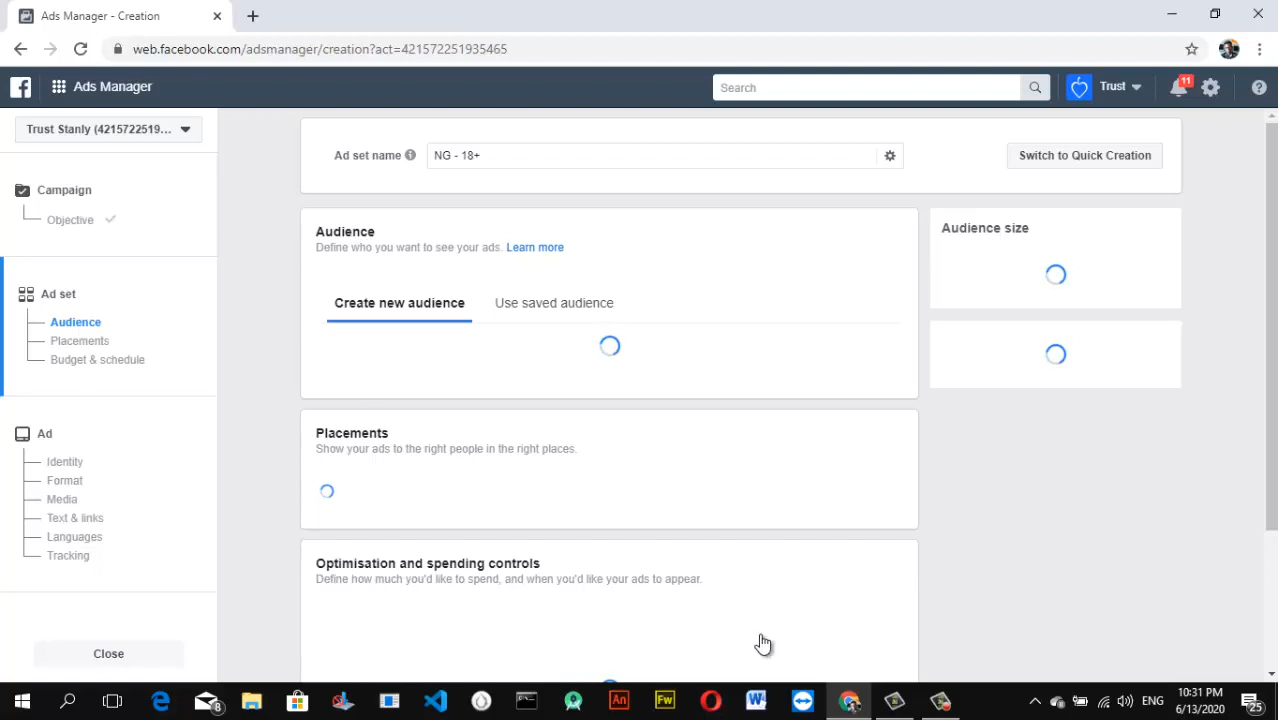 Ads Manager - Creation
web.facebook.com/adsmanager/creation?act=421572251935465
Ads Manager
Search
Trust
11
Trust Stanly (4215722519...
Ad set name
NG - 18+
Switch to Quick Creation
Campaign
Objective
Audience
Define who you want to see your ads. Learn more
Audience size
Create new audience
Use saved audience
Ad set
Audience
Placements
Budget & schedule
Placements
Show your ads to the right people in the right places.
Ad
Identity
Format
Media
Text & links
Languages
Tracking
Optimisation and spending controls
Define how much you'd like to spend, and when you'd like your ads to appear.
Close
8
An
Fw
ENG
10:31 PM
6/13/2020
25